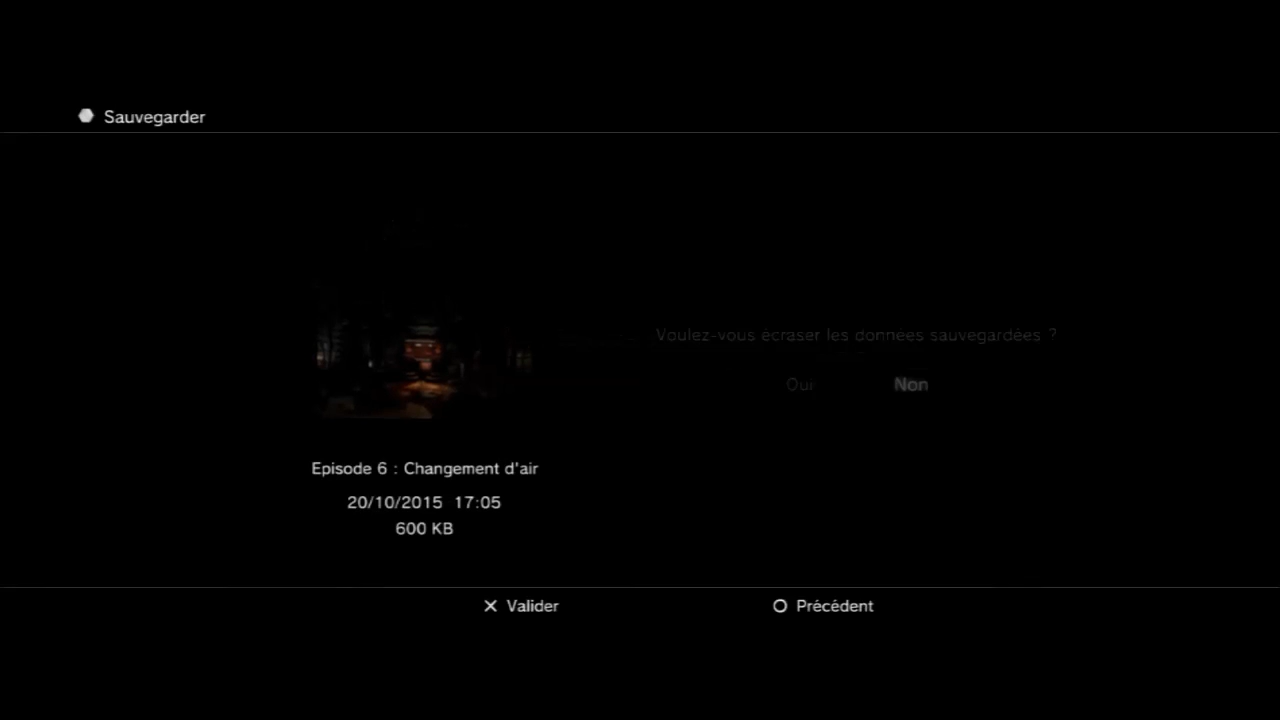 Sauvegarder
Voulez-vous écraser les données sauvegardées ?
Oui Non
Episode 6 : Changement d'air
20/10/2015 17:05
600 KB
Valider Précédent